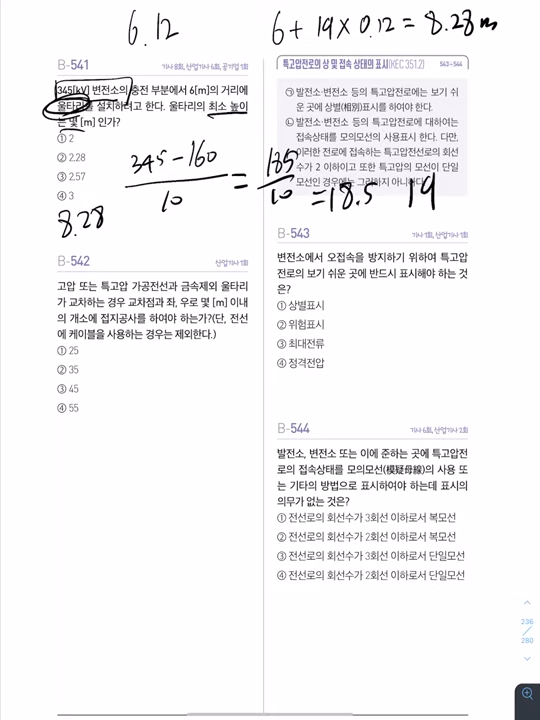 6.12
6 + 19 × 0.12 = 8.28 m
B-541
기사 8회, 산업기사 6회, 공기업 1회
345[kV] 변전소의 충전 부분에서 6[m]의 거리에
울타리를 설치하려고 한다. 울타리의 최소 높이
는 몇 [m] 인가?
① 2
② 2.28
③ 2.57
④ 3
8.28
345-160
10
=
185
10
=18.5
19
B-542
산업기사 1회
고압 또는 특고압 가공전선과 금속제외 울타리
가 교차하는 경우 교차점과 좌, 우로 몇 [m] 이내
의 개소에 접지공사를 하여야 하는가?(단, 전선
에 케이블을 사용하는 경우는 제외한다.)
① 25
② 35
③ 45
④ 55
특고압전로의 상 및 접속 상태의 표시(KEC 351.2)
543~544
㉠ 발전소·변전소 등의 특고압전로에는 보기 쉬
운 곳에 상별(相別)표시를 하여야 한다.
㉡ 발전소·변전소 등의 특고압전로에 대하여는
접속상태를 모의모선의 사용표시 한다. 다만,
이러한 전로에 접속하는 특고압전선로의 회선
수가 2 이하이고 또한 특고압의 모선이 단일
모선인 경우에는 그러하지 아니하다.
B-543
기사 1회, 산업기사 1회
변전소에서 오접속을 방지하기 위하여 특고압
전로의 보기 쉬운 곳에 반드시 표시해야 하는 것
은?
① 상별표시
② 위험표시
③ 최대전류
④ 정격전압
B-544
기사 6회, 산업기사 2회
발전소, 변전소 또는 이에 준하는 곳에 특고압전
로의 접속상태를 모의모선(模疑母線)의 사용 또
는 기타의 방법으로 표시하여야 하는데 표시의
의무가 없는 것은?
① 전선로의 회선수가 3회선 이하로서 복모선
② 전선로의 회선수가 2회선 이하로서 복모선
③ 전선로의 회선수가 3회선 이하로서 단일모선
④ 전선로의 회선수가 2회선 이하로서 단일모선
236
280